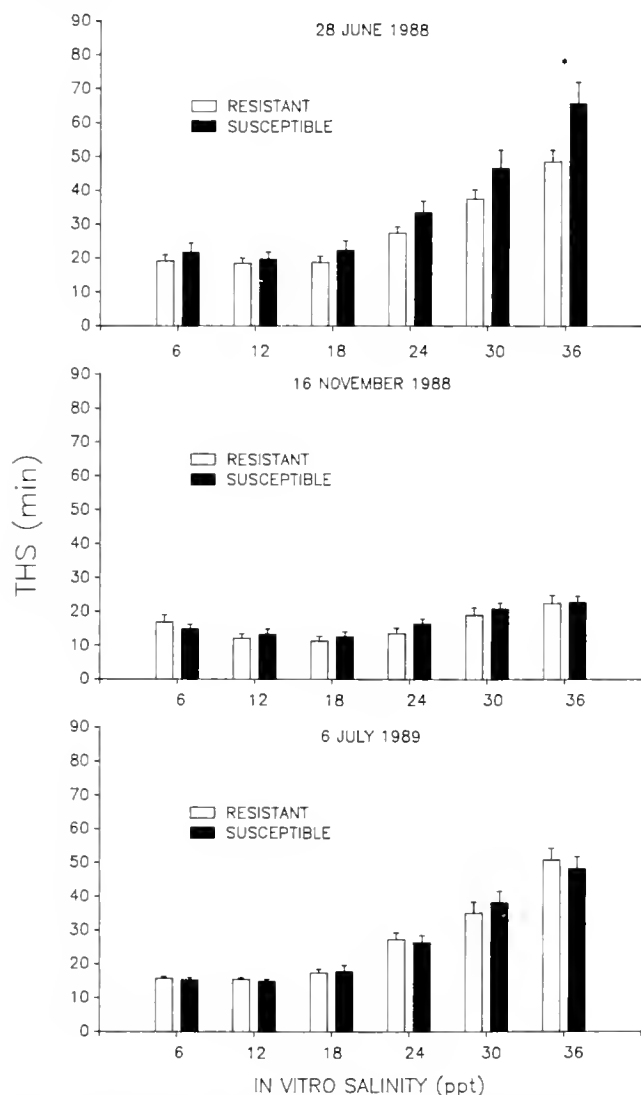 28 JUNE 1988
*
RESISTANT
SUSCEPTIBLE
90
80
70
60
50
40
30
20
10
0
6 12 18 24 30 36
16 NOVEMBER 1988
RESISTANT
SUSCEPTIBLE
90
80
70
60
50
40
30
20
10
0
6 12 18 24 30 36
THS (min)
6 JULY 1989
RESISTANT
SUSCEPTIBLE
90
80
70
60
50
40
30
20
10
0
6 12 18 24 30 36
IN VITRO SALINITY (ppt)